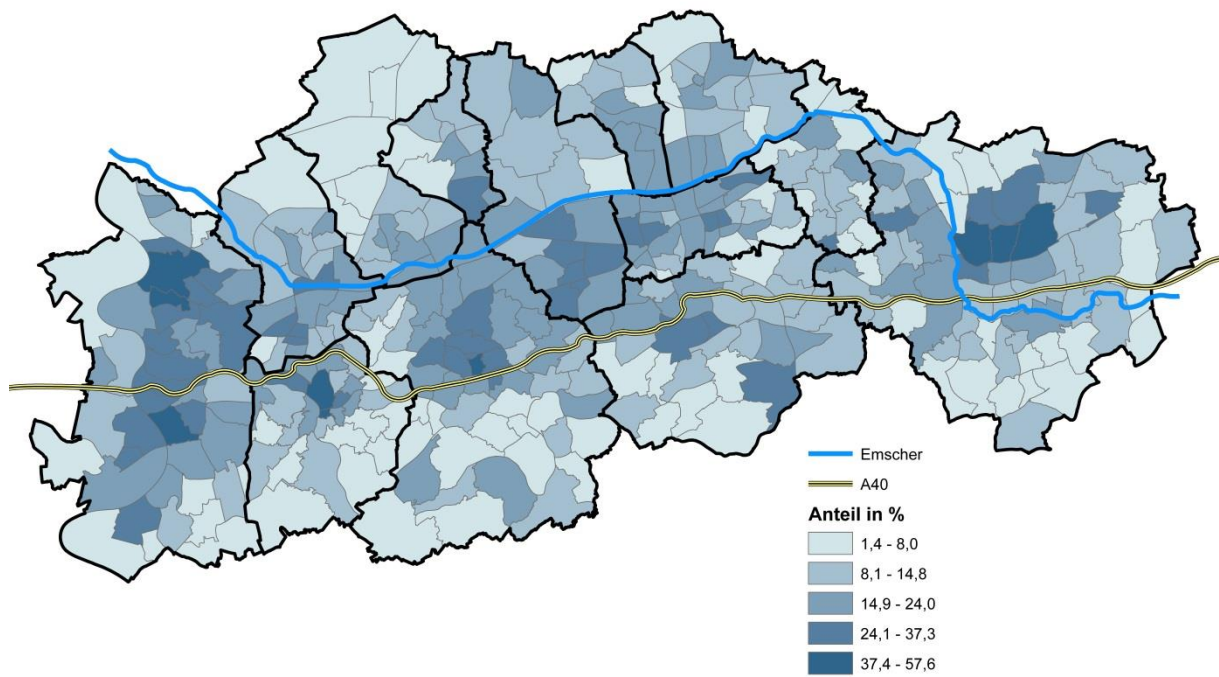 Emscher
A40
Anteil in %
1,4 - 8,0
8,1 - 14,8
14,9 - 24,0
24,1 - 37,3
37,4 - 57,6